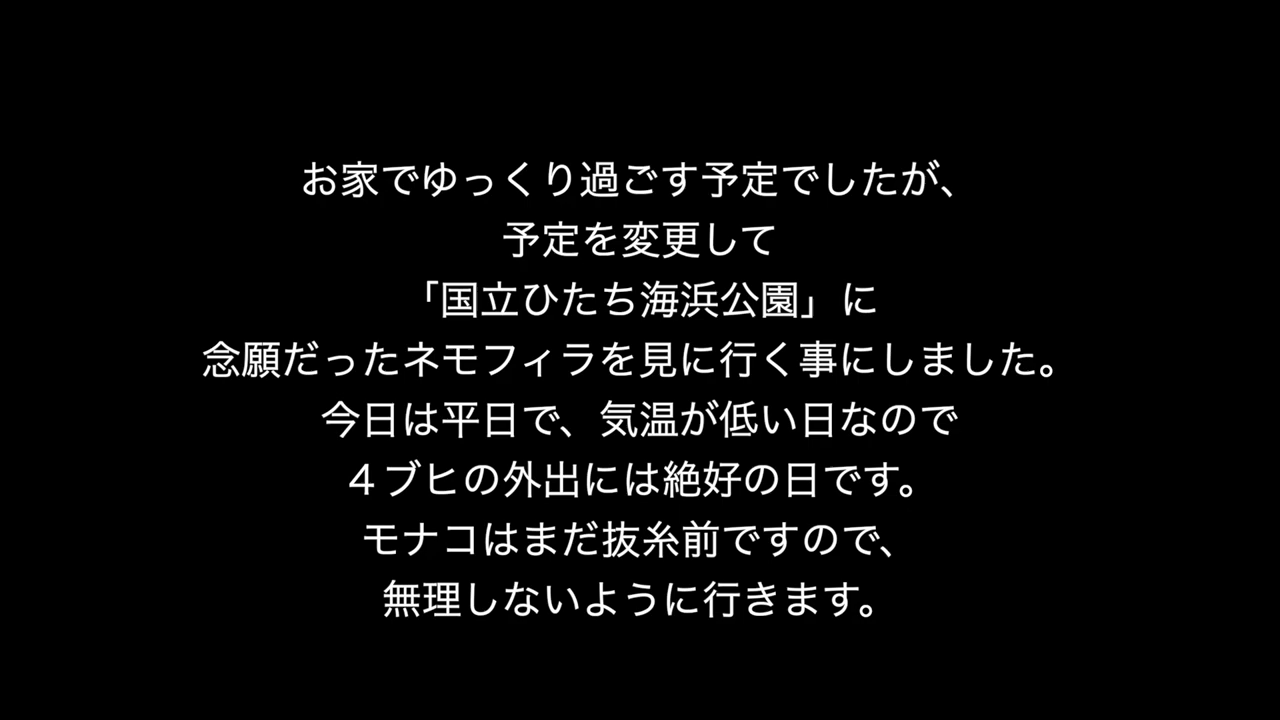 お家でゆっくり過ごす予定でしたが、
予定を変更して
「国立ひたち海浜公園」に
念願だったネモフィラを見に行く事にしました。
今日は平日で、気温が低い日なので
４ブヒの外出には絶好の日です。
モナコはまだ抜糸前ですので、
無理しないように行きます。